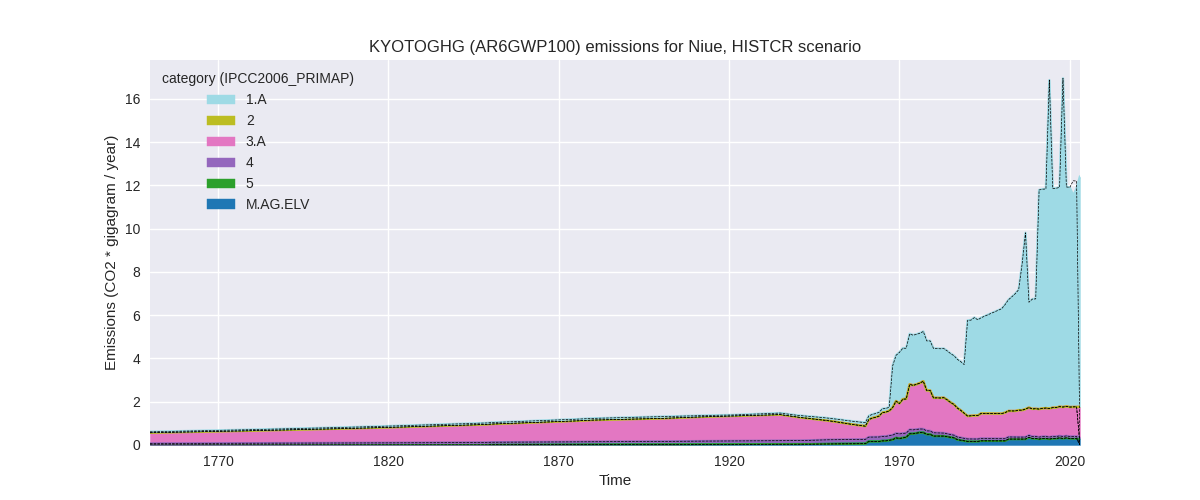 KYOTOGHG (AR6GWP100) emissions for Niue, HISTCR scenario
category (IPCC2006_PRIMAP)
1.A
2
3.A
4
5
M.AG.ELV
Emissions (CO2 * gigagram / year)
16
14
12
10
8
6
4
2
0
1770
1820
1870
1920
1970
2020
Time